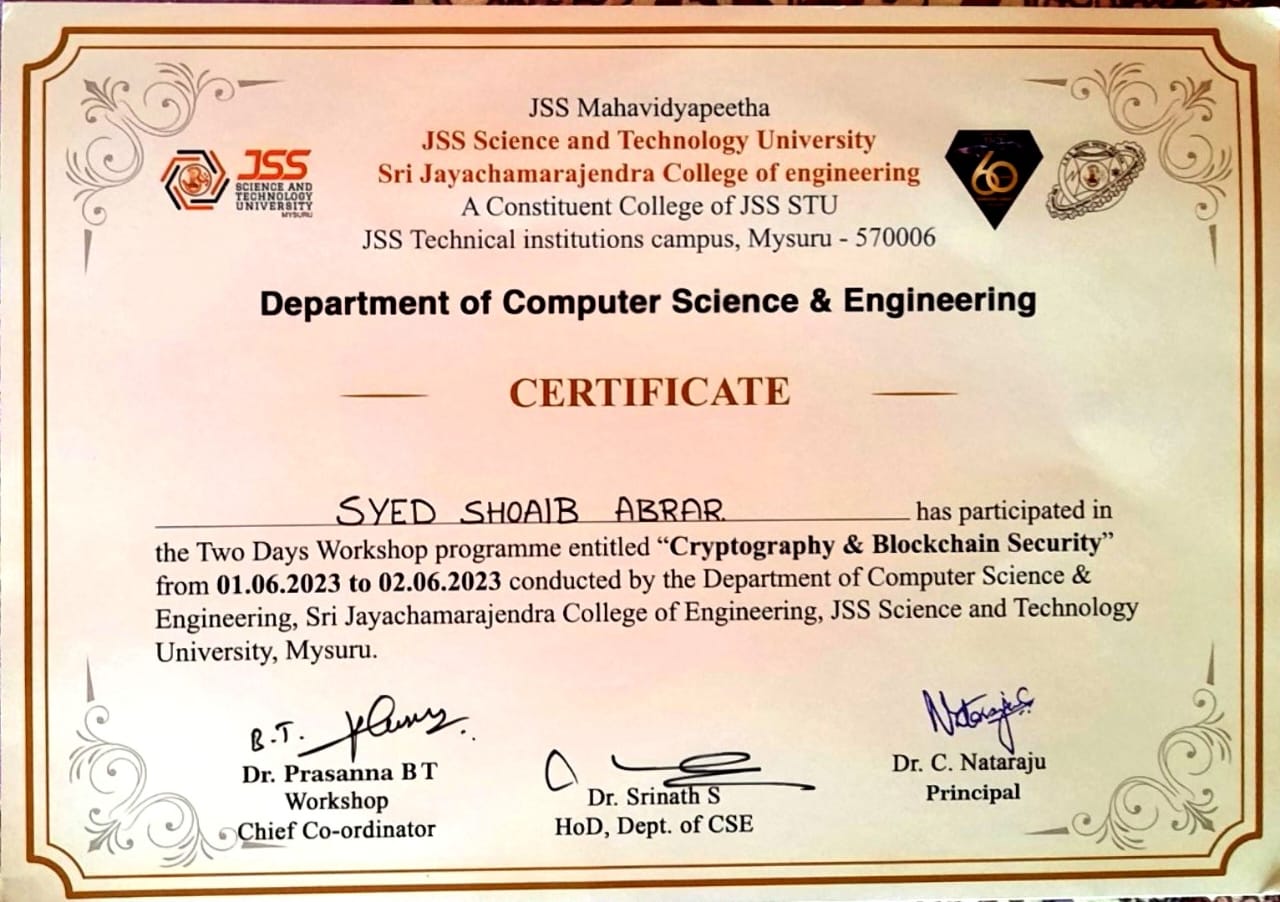 JSS Mahavidyapeetha
JSS Science and Technology University
Sri Jayachamarajendra College of engineering
A Constituent College of JSS STU
JSS Technical institutions campus, Mysuru - 570006
JSS
SCIENCE AND
TECHNOLOGY
UNIVERSITY
MYSURU
60
Department of Computer Science & Engineering
CERTIFICATE
SYED SHOAIB ABRAR. has participated in
the Two Days Workshop programme entitled “Cryptography & Blockchain Security”
from 01.06.2023 to 02.06.2023 conducted by the Department of Computer Science &
Engineering, Sri Jayachamarajendra College of Engineering, JSS Science and Technology
University, Mysuru.
B.T.
Dr. Prasanna B T
Workshop
Chief Co-ordinator
Dr. Srinath S
HoD, Dept. of CSE
Nataraju
Dr. C. Nataraju
Principal